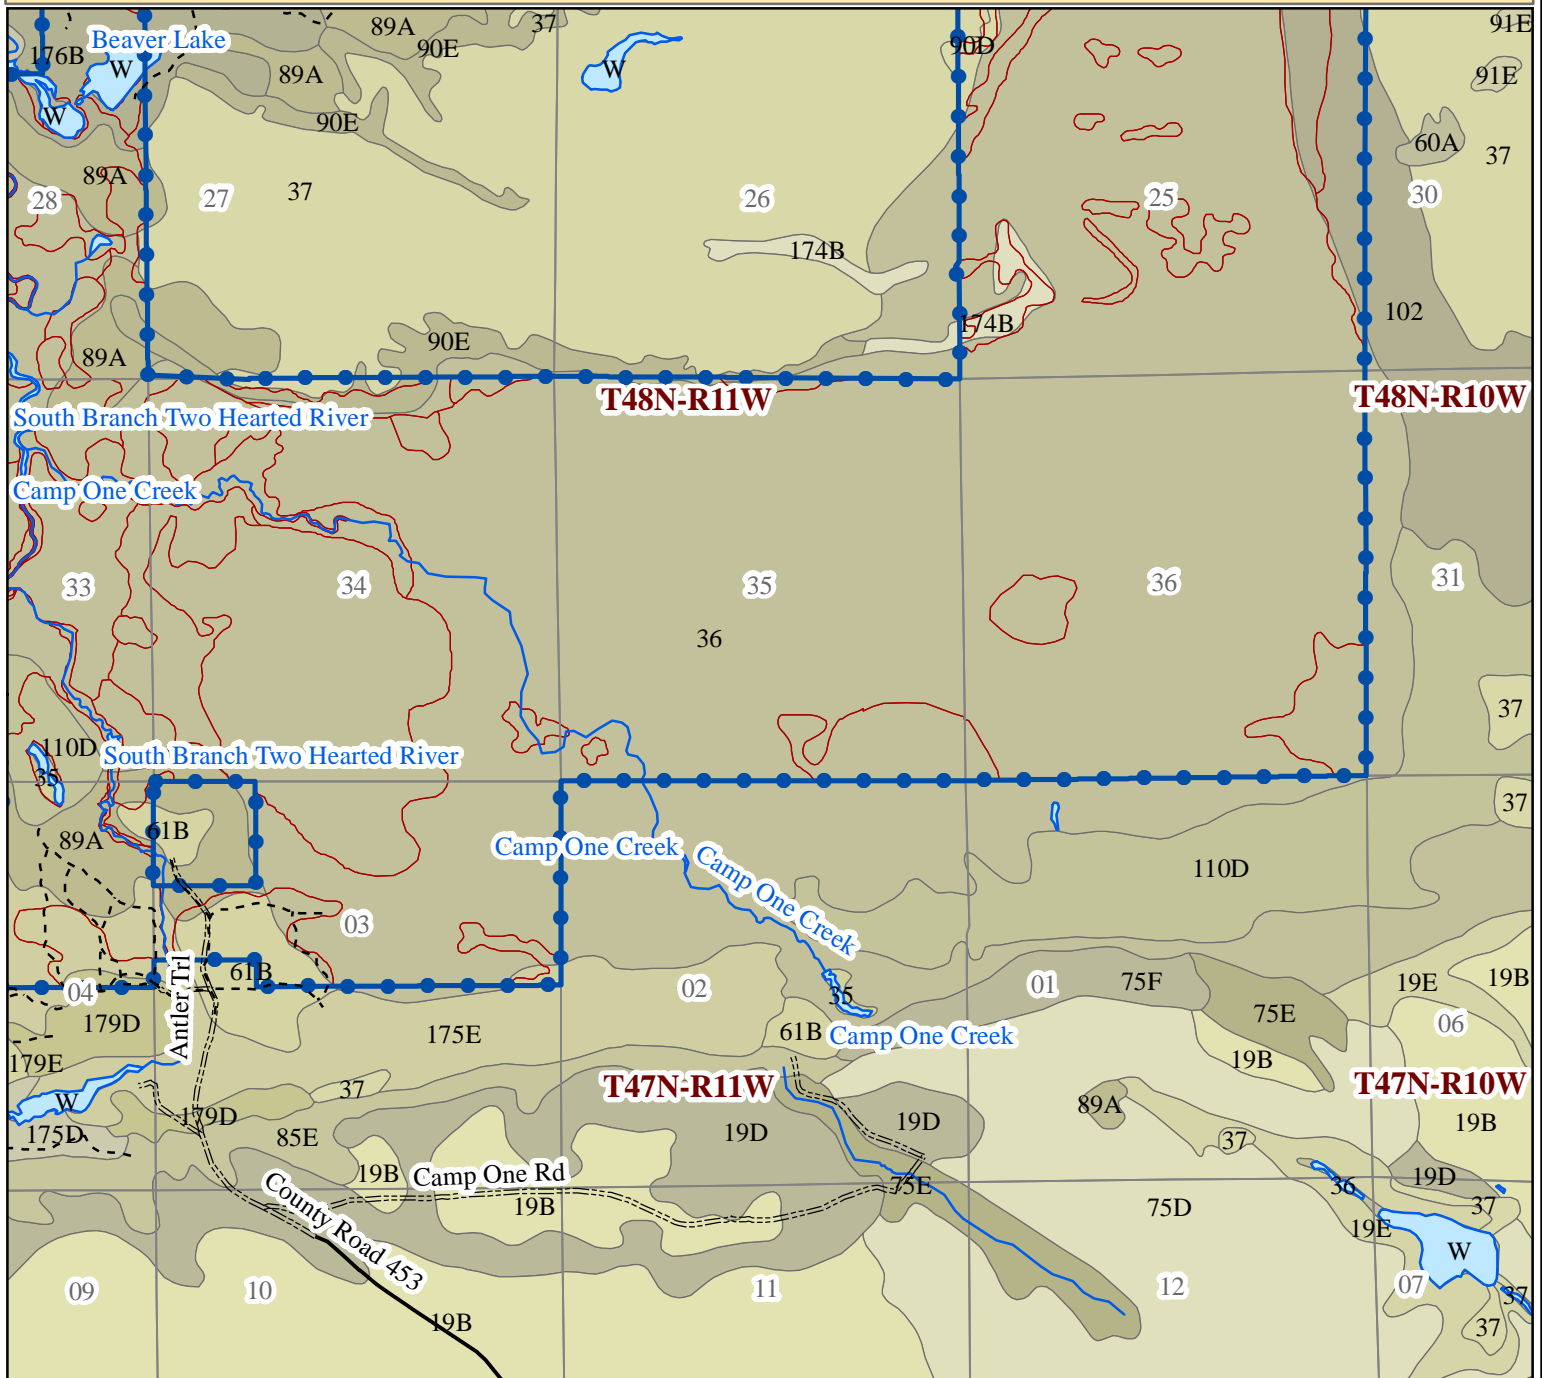 37
89A
91E
Beaver Lake
90E
90D
176B
W
89A
W
91E
W
90E
60A
37
89A
28
27
37
26
25
30
174B
102
174B
90E
89A
T48N-R11W
T48N-R10W
South Branch Two Hearted River
Camp One Creek
33
34
35
36
31
36
37
110D
South Branch Two Hearted River
35
37
61B
89A
Camp One Creek
Camp One Creek
110D
03
Antler Trl
61B
04
02
35
01
75F
19E
19B
179D
175E
61B
Camp One Creek
75E
06
179E
19B
W
37
T47N-R11W
T47N-R10W
89A
175D
179D
85E
19D
19D
37
19B
19B
Camp One Rd
75E
36
19D
County Road 453
19B
75D
37
19E
W
09
10
11
12
07
37
19B
37